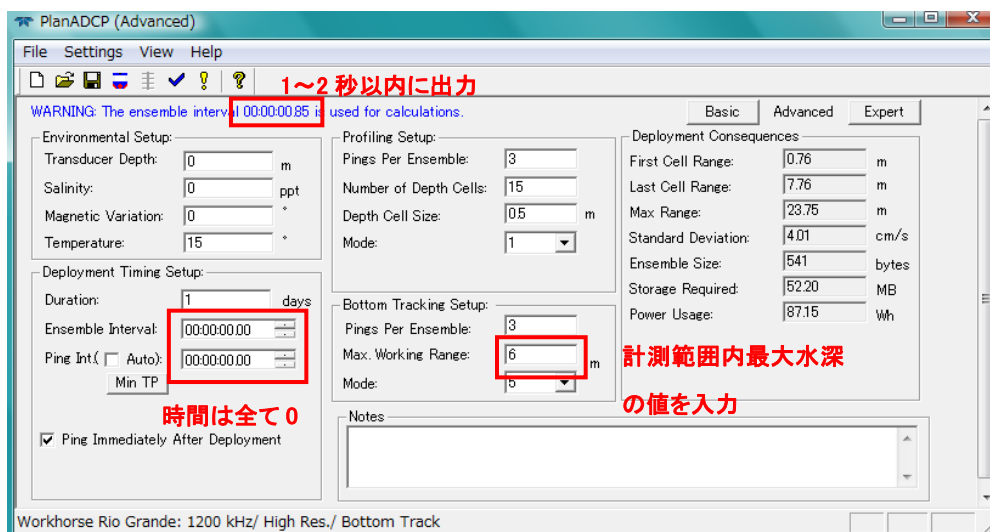 PlanADCP (Advanced)
File Settings View Help
1～2 秒以内に出力
WARNING: The ensemble interval 00:00:00.85 is used for calculations.
Basic Advanced Expert
Environmental Setup:
Transducer Depth: 0 m
Salinity: 0 ppt
Magnetic Variation: 0 °
Temperature: 15 °
Deployment Timing Setup:
Duration: 1 days
Ensemble Interval: 00:00:00.00
Ping Int.( Auto): 00:00:00.00
Min TP
時間は全て 0
Ping Immediately After Deployment
Profiling Setup:
Pings Per Ensemble: 3
Number of Depth Cells: 15
Depth Cell Size: 0.5 m
Mode: 1
Bottom Tracking Setup:
Pings Per Ensemble: 3
Max. Working Range: 6 m
Mode: 5
計測範囲内最大水深
の値を入力
Deployment Consequences
First Cell Range: 0.76 m
Last Cell Range: 7.76 m
Max Range: 23.75 m
Standard Deviation: 4.01 cm/s
Ensemble Size: 541 bytes
Storage Required: 52.20 MB
Power Usage: 87.15 Wh
Notes
Workhorse Rio Grande: 1200 kHz/ High Res./ Bottom Track